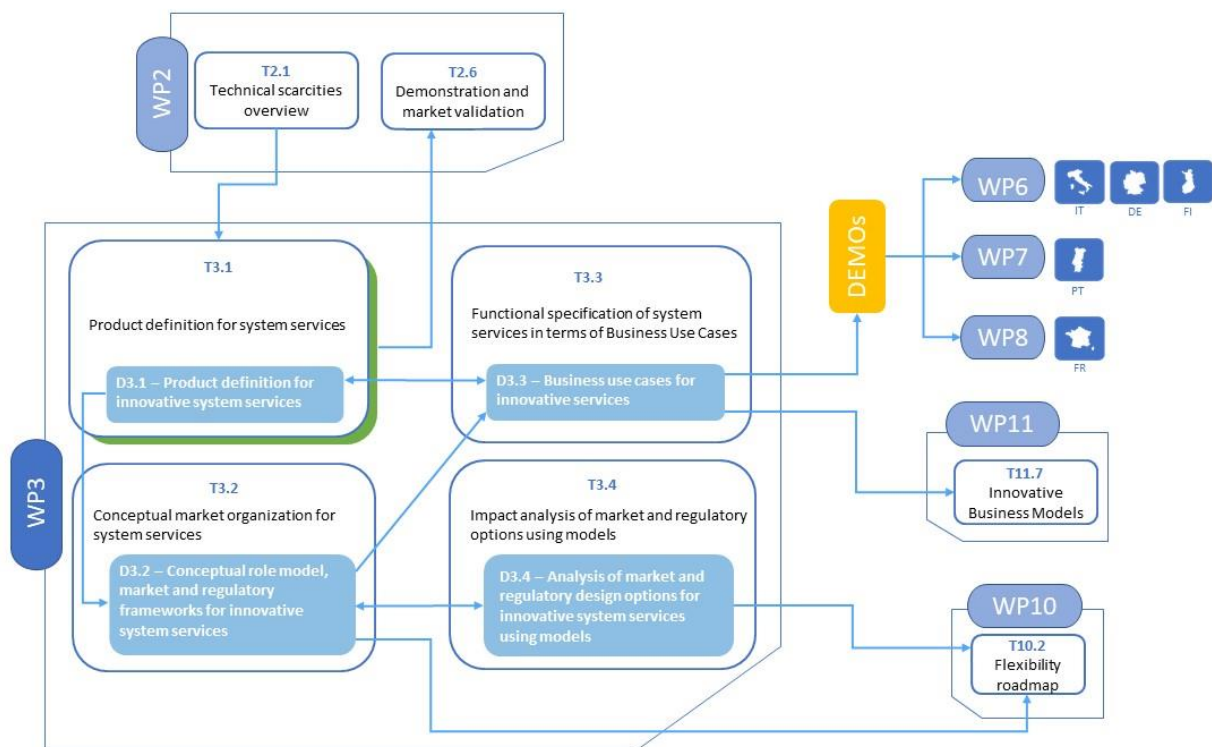 WP2
T2.1
Technical scarcities
overview
T2.6
Demonstration and
market validation
WP3
T3.1
Product definition for system services
D3.1 – Product definition for
innovative system services
T3.3
Functional specification of system
services in terms of Business Use Cases
D3.3 – Business use cases for
innovative services
T3.2
Conceptual market organization for
system services
D3.2 – Conceptual role model,
market and regulatory
frameworks for innovative
system services
T3.4
Impact analysis of market and regulatory
options using models
D3.4 – Analysis of market and
regulatory design options for
innovative system services
using models
DEMOs
WP6
IT
DE
FI
WP7
PT
WP8
FR
WP11
T11.7
Innovative
Business Models
WP10
T10.2
Flexibility
roadmap